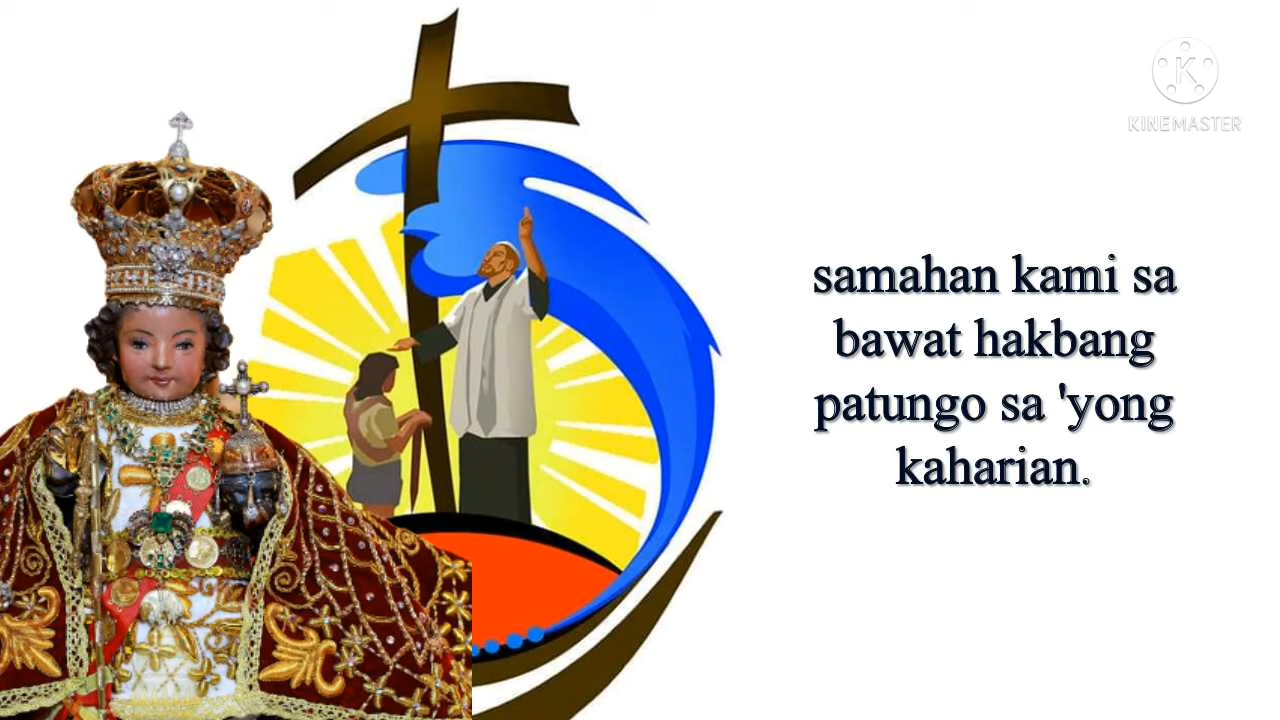 KINEMASTER
samahan kami sa
bawat hakbang
patungo sa 'yong
kaharian.